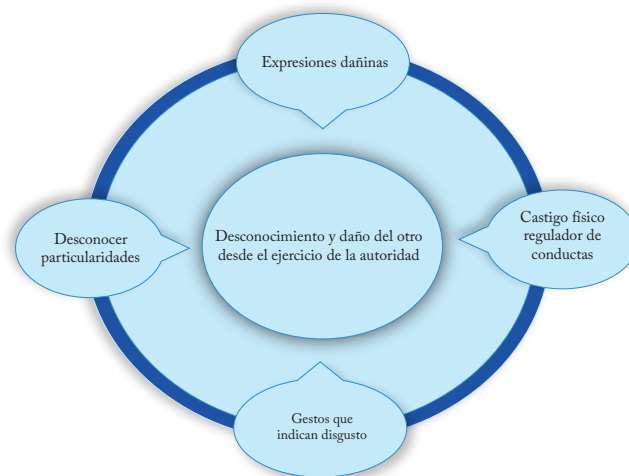 Expresiones dañinas
Desconocer
particularidades
Desconocimiento y daño del otro
desde el ejercicio de la autoridad
Castigo físico
regulador de
conductas
Gestos que
indican disgusto